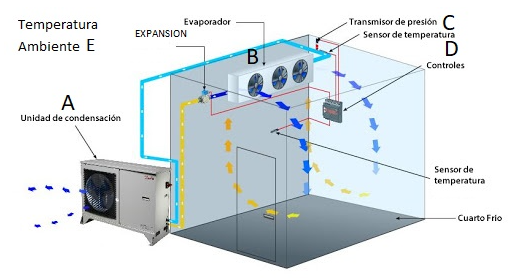 Temperatura
Ambiente E
Evaporador
EXPANSION
Transmisor de presión C
Sensor de temperatura
D
Controles
B
A
Unidad de condensación
Sensor de
temperatura
Cuarto Frio